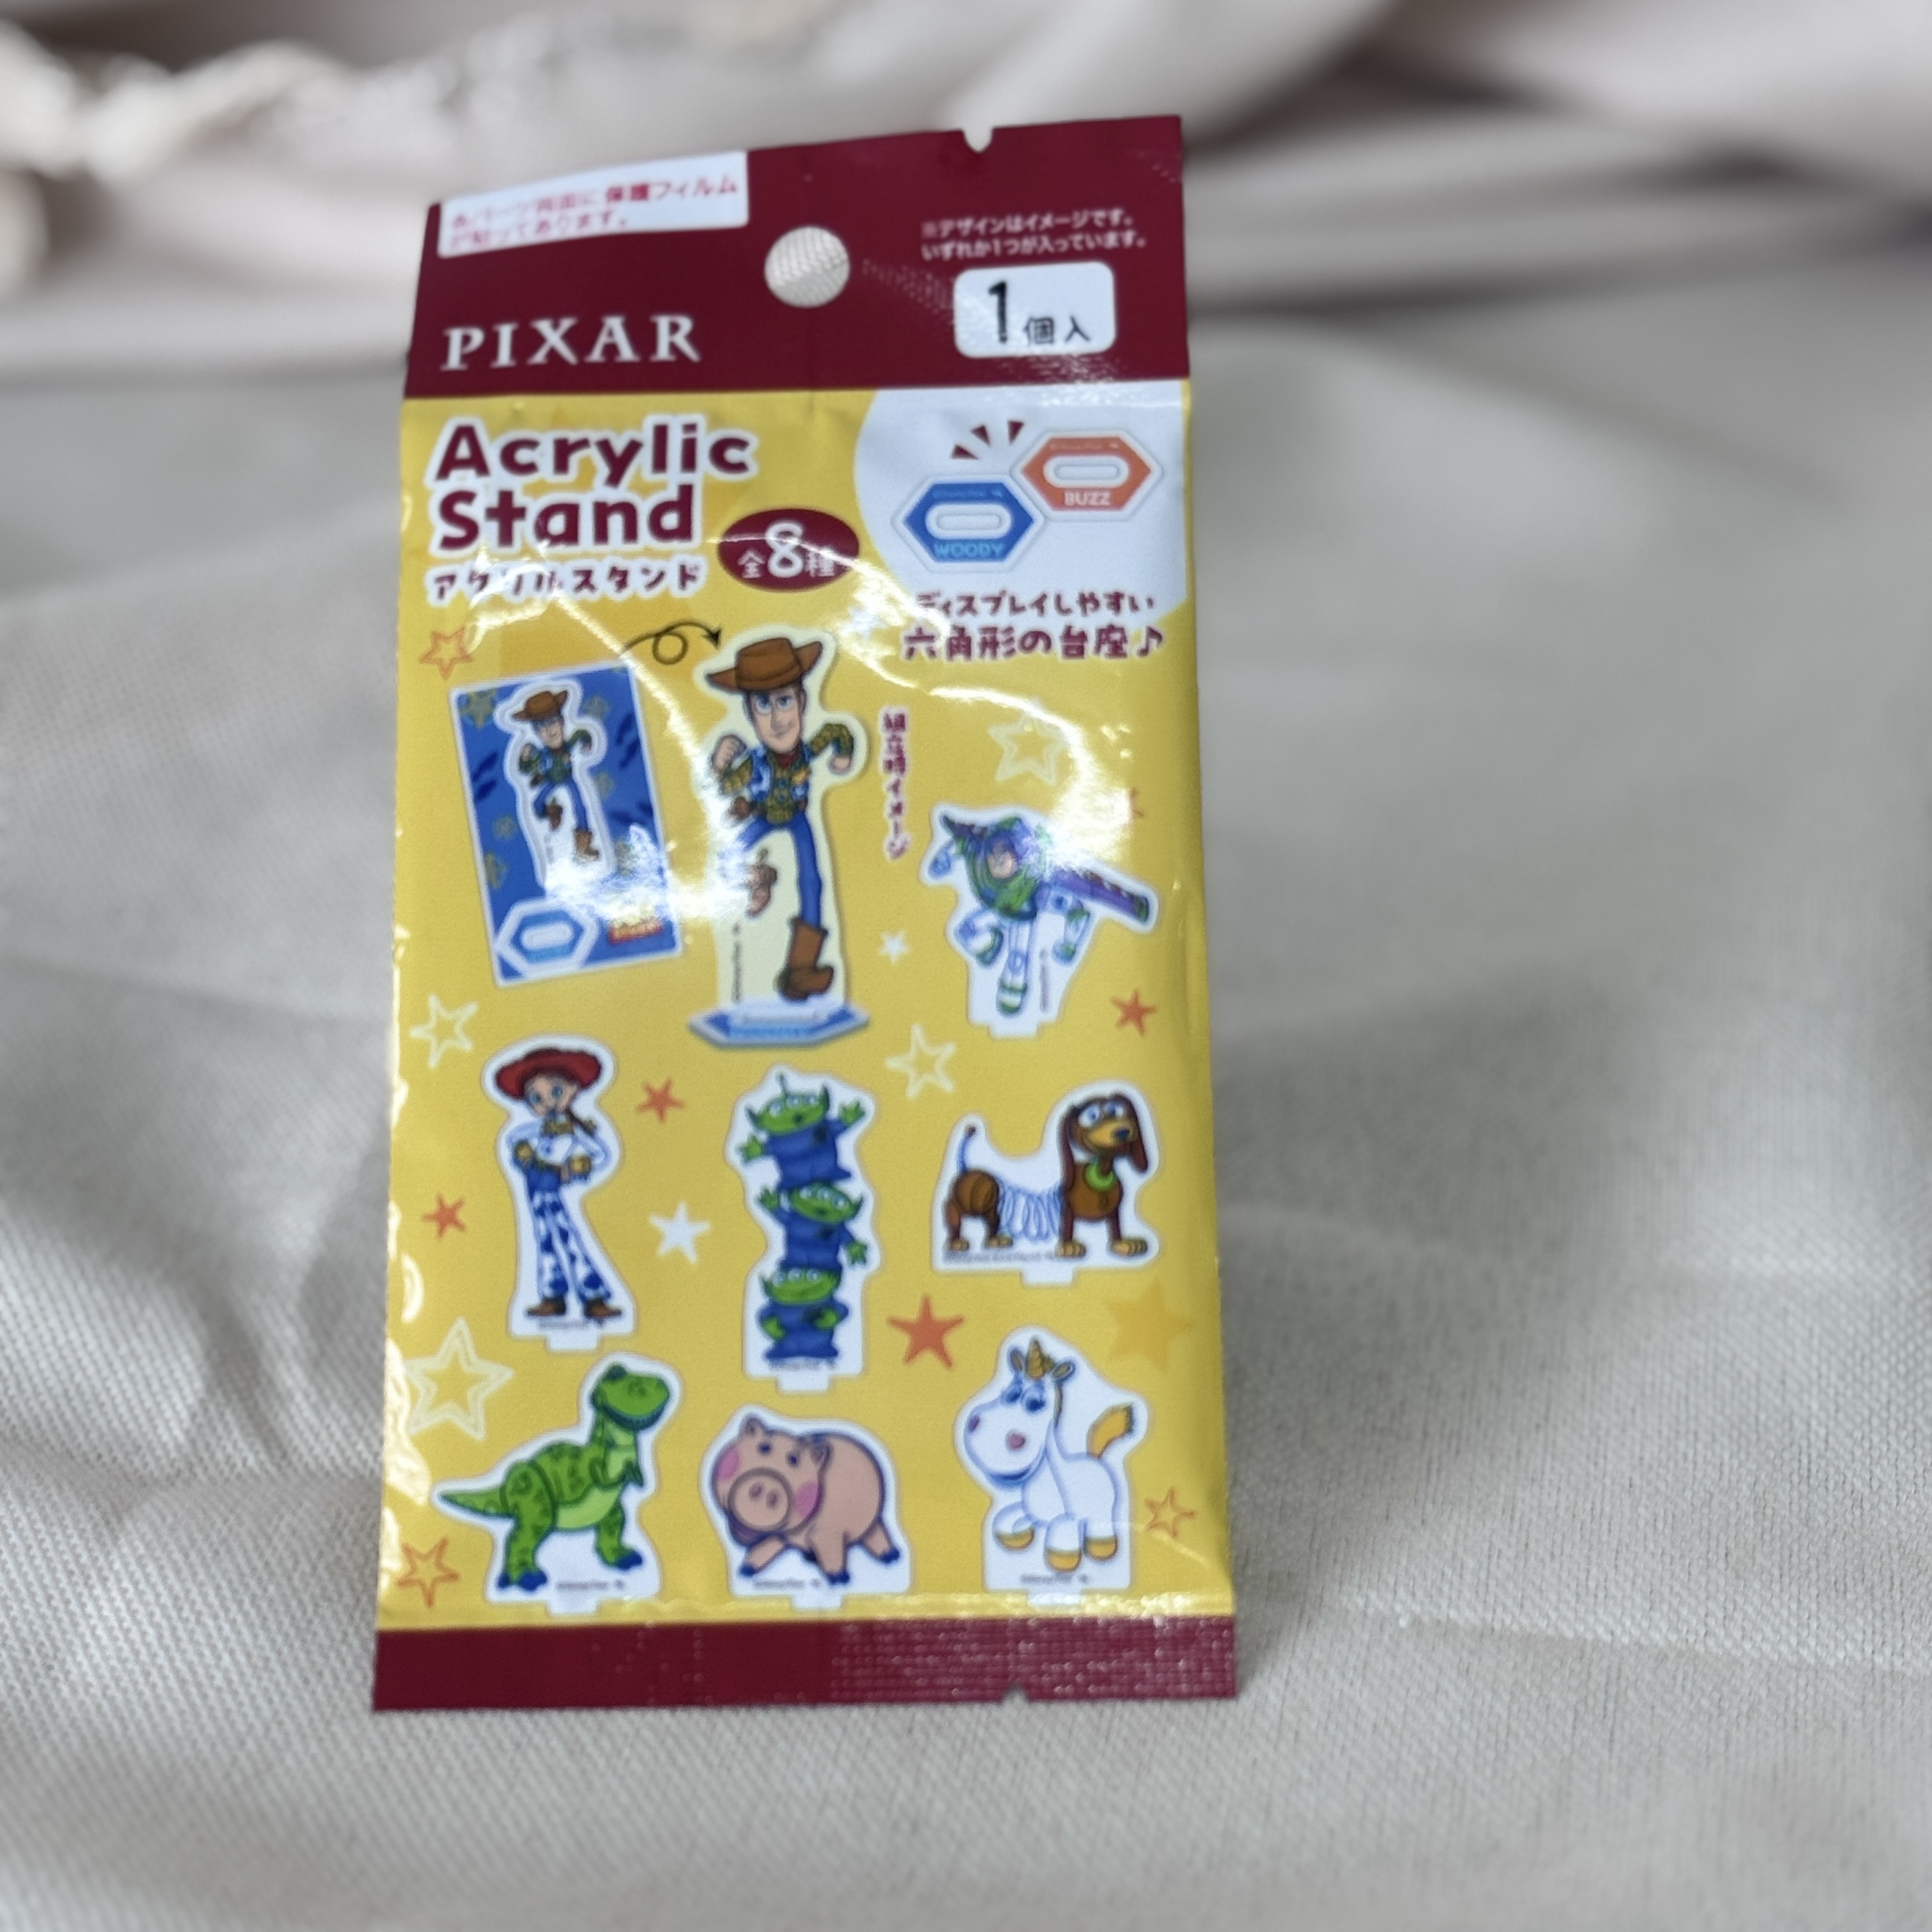 各パーツ両面に保護フィルム
が貼ってあります。
※デザインはイメージです。
いずれか1つが入っています。
1個入
PIXAR
Acrylic
Stand
アクリルスタンド
全8種
BUZZ
WOODY
ディスプレイしやすい
六角形の台座♪
組立時イメージ